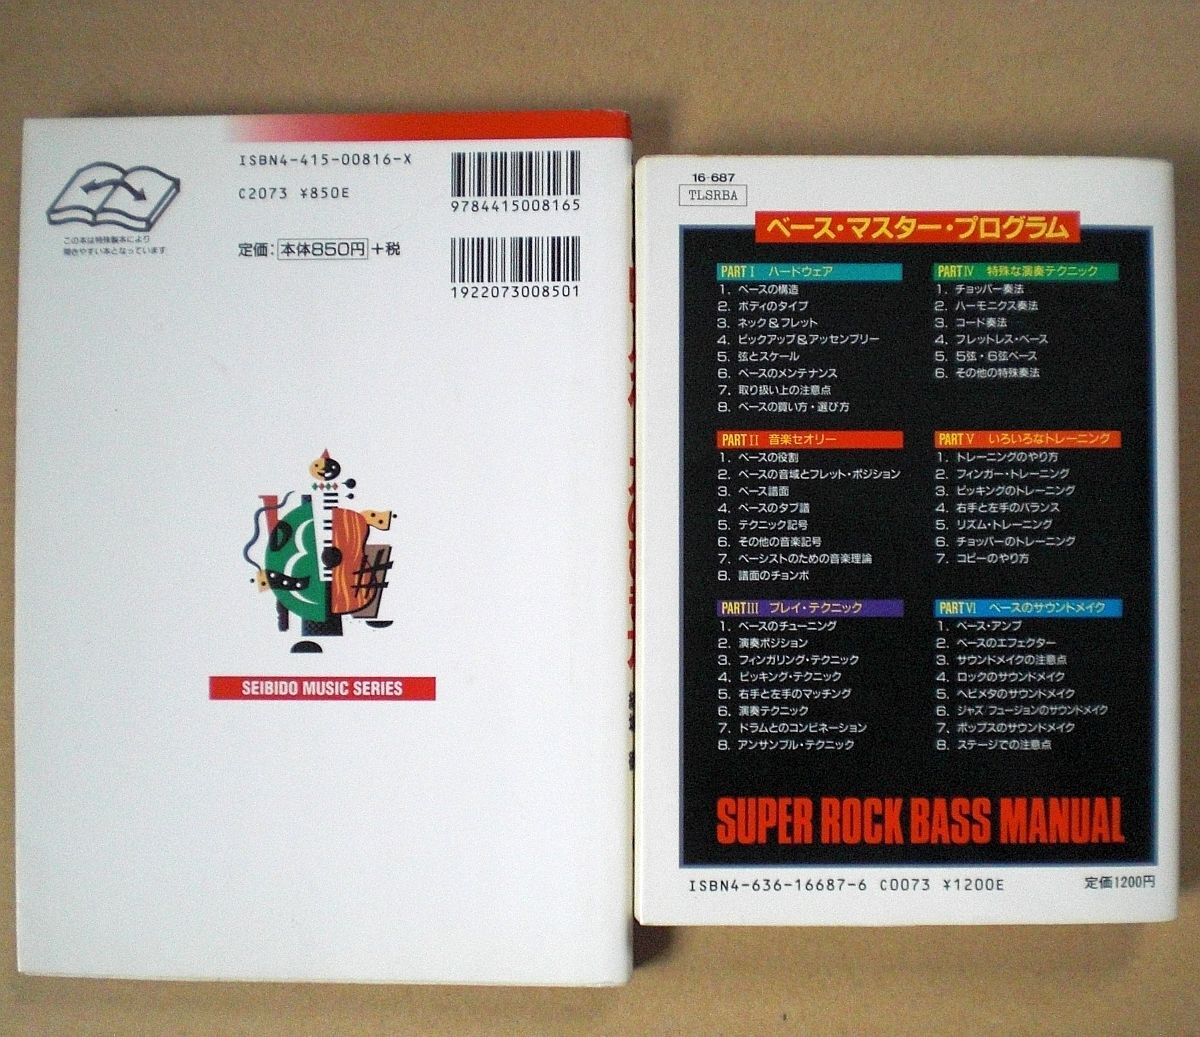 ISBN4-415-00816-X
C2073 ¥850E
定価：本体850円＋税
9784415008165
1922073008501
この本は特殊製本により
開きやすい本となっています
SEIBIDO MUSIC SERIES
16-687
TLSRBA
ベース・マスター・プログラム
PART I ハードウェア
1. ベースの構造
2. ボディのタイプ
3. ネック&フレット
4. ピックアップ&アッセンブリー
5. 弦とスケール
6. ベースのメンテナンス
7. 取り扱い上の注意点
8. ベースの買い方・選び方
PART II 音楽セオリー
1. ベースの役割
2. ベースの音域とフレット・ポジション
3. ベース譜面
4. ベースのタブ譜
5. テクニック記号
6. その他の音楽記号
7. ベーシストのための音楽理論
8. 譜面のチョンボ
PART III プレイ・テクニック
1. ベースのチューニング
2. 演奏ポジション
3. フィンガリング・テクニック
4. ピッキング・テクニック
5. 右手と左手のマッチング
6. 演奏テクニック
7. ドラムとのコンビネーション
8. アンサンブル・テクニック
PART IV 特殊な演奏テクニック
1. チョッパー奏法
2. ハーモニクス奏法
3. コード奏法
4. フレットレス・ベース
5. 5弦・6弦ベース
6. その他の特殊奏法
PART V いろいろなトレーニング
1. トレーニングのやり方
2. フィンガー・トレーニング
3. ピッキングのトレーニング
4. 右手と左手のバランス
5. リズム・トレーニング
6. チョッパーのトレーニング
7. コピーのやり方
PART VI ベースのサウンドメイク
1. ベース・アンプ
2. ベースのエフェクター
3. サウンドメイクの注意点
4. ロックのサウンドメイク
5. ヘビメタのサウンドメイク
6. ジャズ/フュージョンのサウンドメイク
7. ポップスのサウンドメイク
8. ステージでの注意点
SUPER ROCK BASS MANUAL
ISBN4-636-16687-6 C0073 ¥1200E
定価1200円